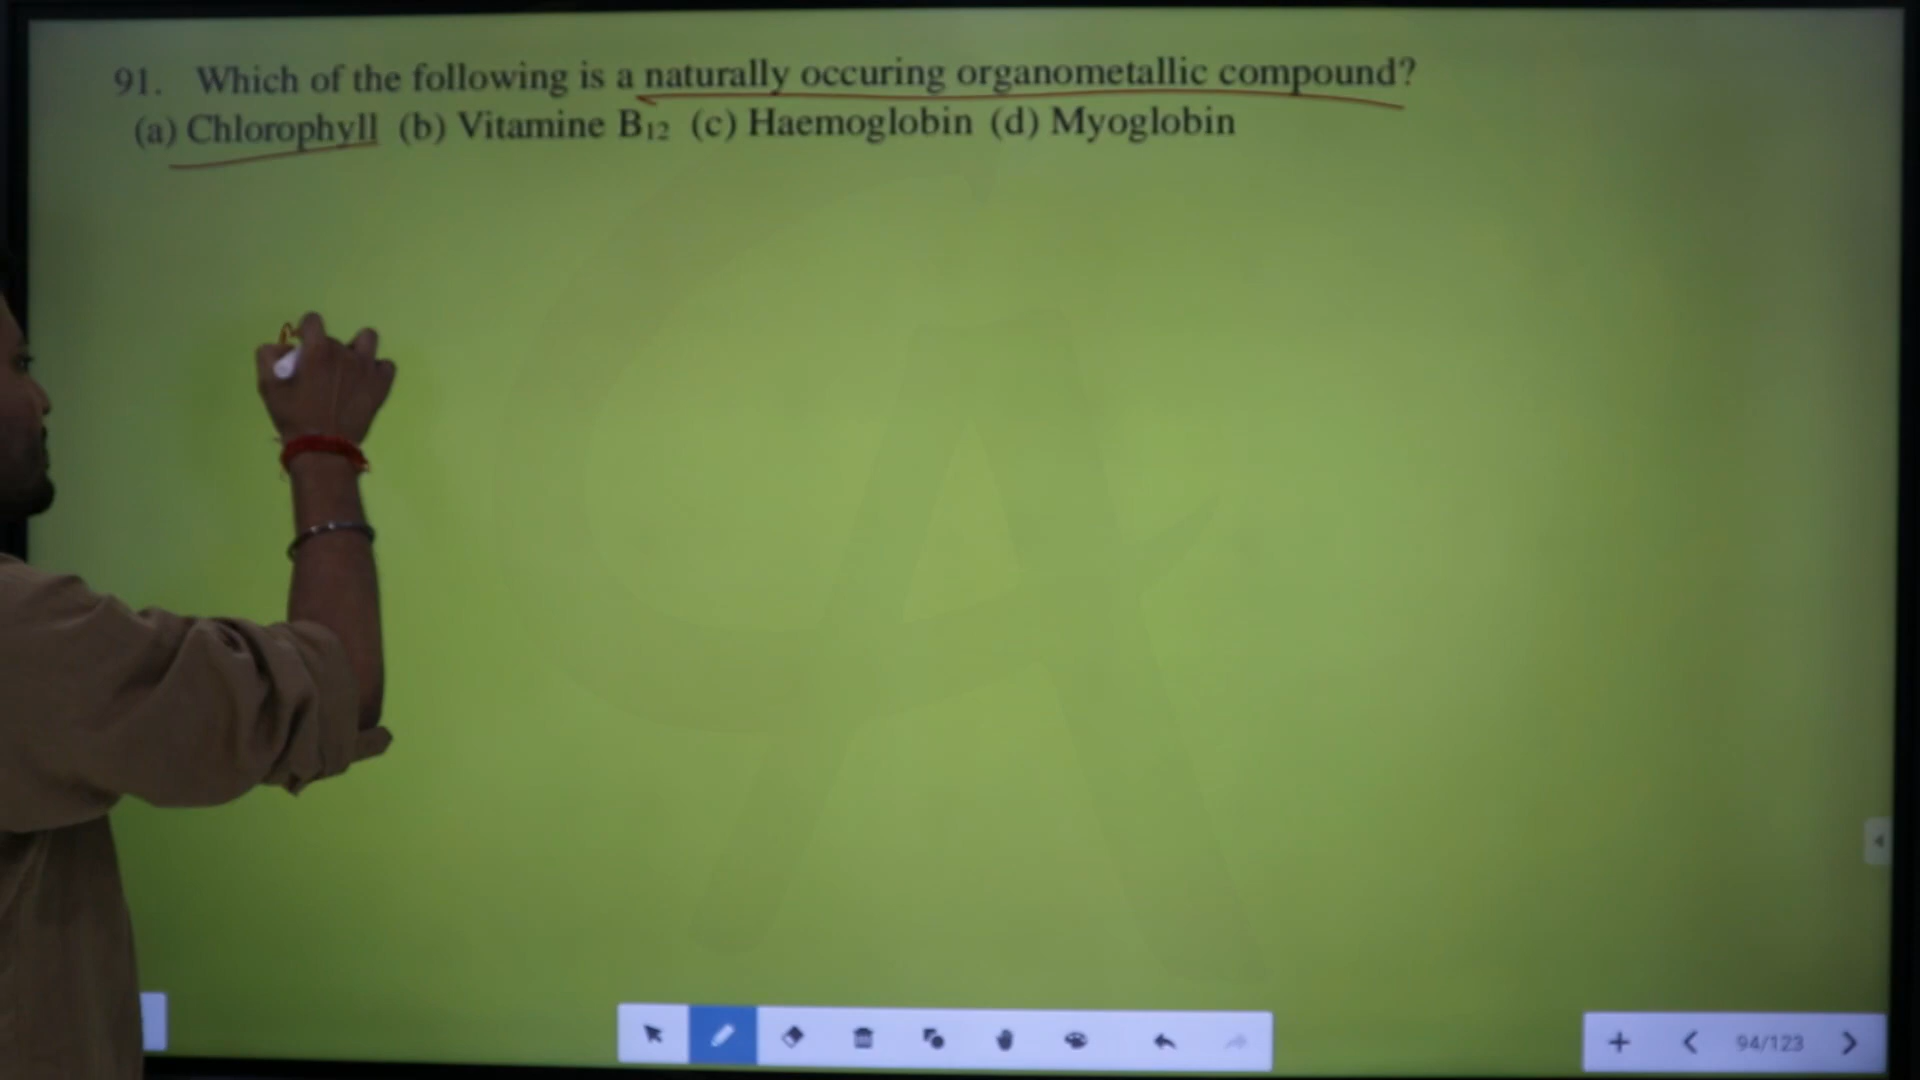 91. Which of the following is a naturally occuring organometallic compound?
(a) Chlorophyll (b) Vitamine B₁₂ (c) Haemoglobin (d) Myoglobin
94/123